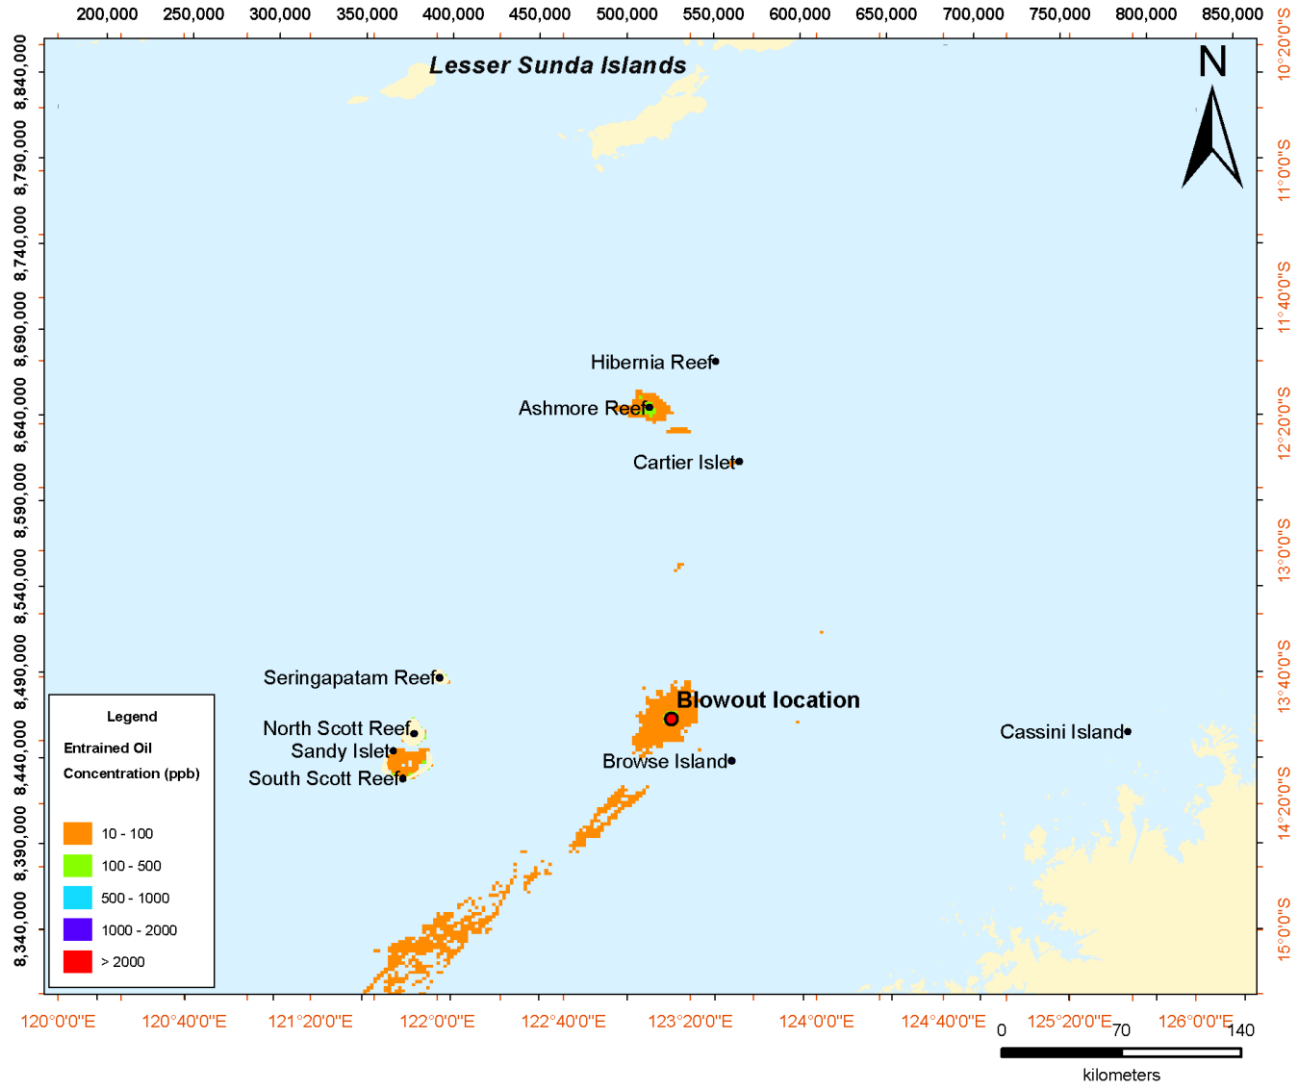 200,000 250,000 300,000 350,000 400,000 450,000 500,000 550,000 600,000 650,000 700,000 750,000 800,000 850,000
8,840,000
8,790,000
8,740,000
8,690,000
8,640,000
8,590,000
8,540,000
8,490,000
8,440,000
8,390,000
8,340,000
10°20'0"S
11°0'0"S
11°40'0"S
12°20'0"S
13°0'0"S
13°40'0"S
14°20'0"S
15°0'0"S
Lesser Sunda Islands
N
Hibernia Reef
Ashmore Reef
Cartier Islet
Seringapatam Reef
Blowout location
North Scott Reef
Cassini Island
Sandy Islet
Browse Island
South Scott Reef
Legend
Entrained Oil
Concentration (ppb)
10 - 100
100 - 500
500 - 1000
1000 - 2000
> 2000
120°0'0"E 120°40'0"E 121°20'0"E 122°0'0"E 122°40'0"E 123°20'0"E 124°0'0"E 124°40'0"E 125°20'0"E 126°0'0"E
0 70 140
kilometers